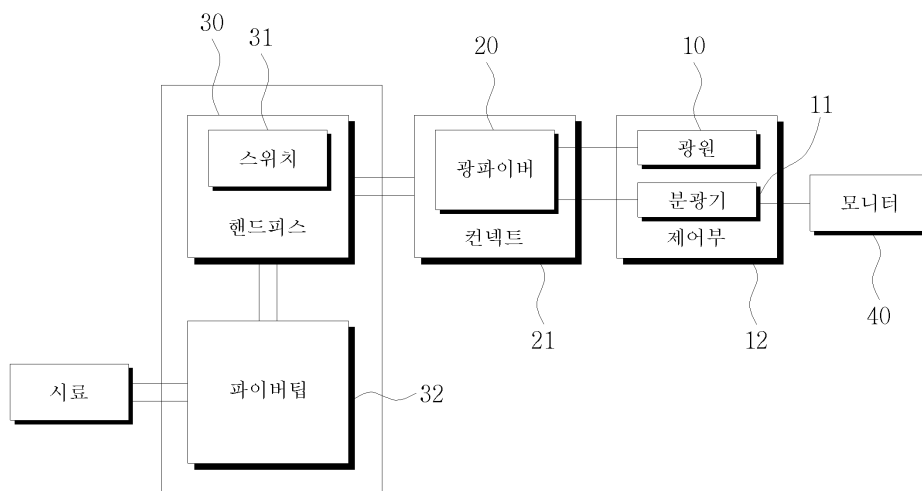 30
31
20
10
11
스위치
핸드피스
광파이버
컨넥트
광원
분광기
제어부
모니터
21
12
40
시료
파이버팁
32